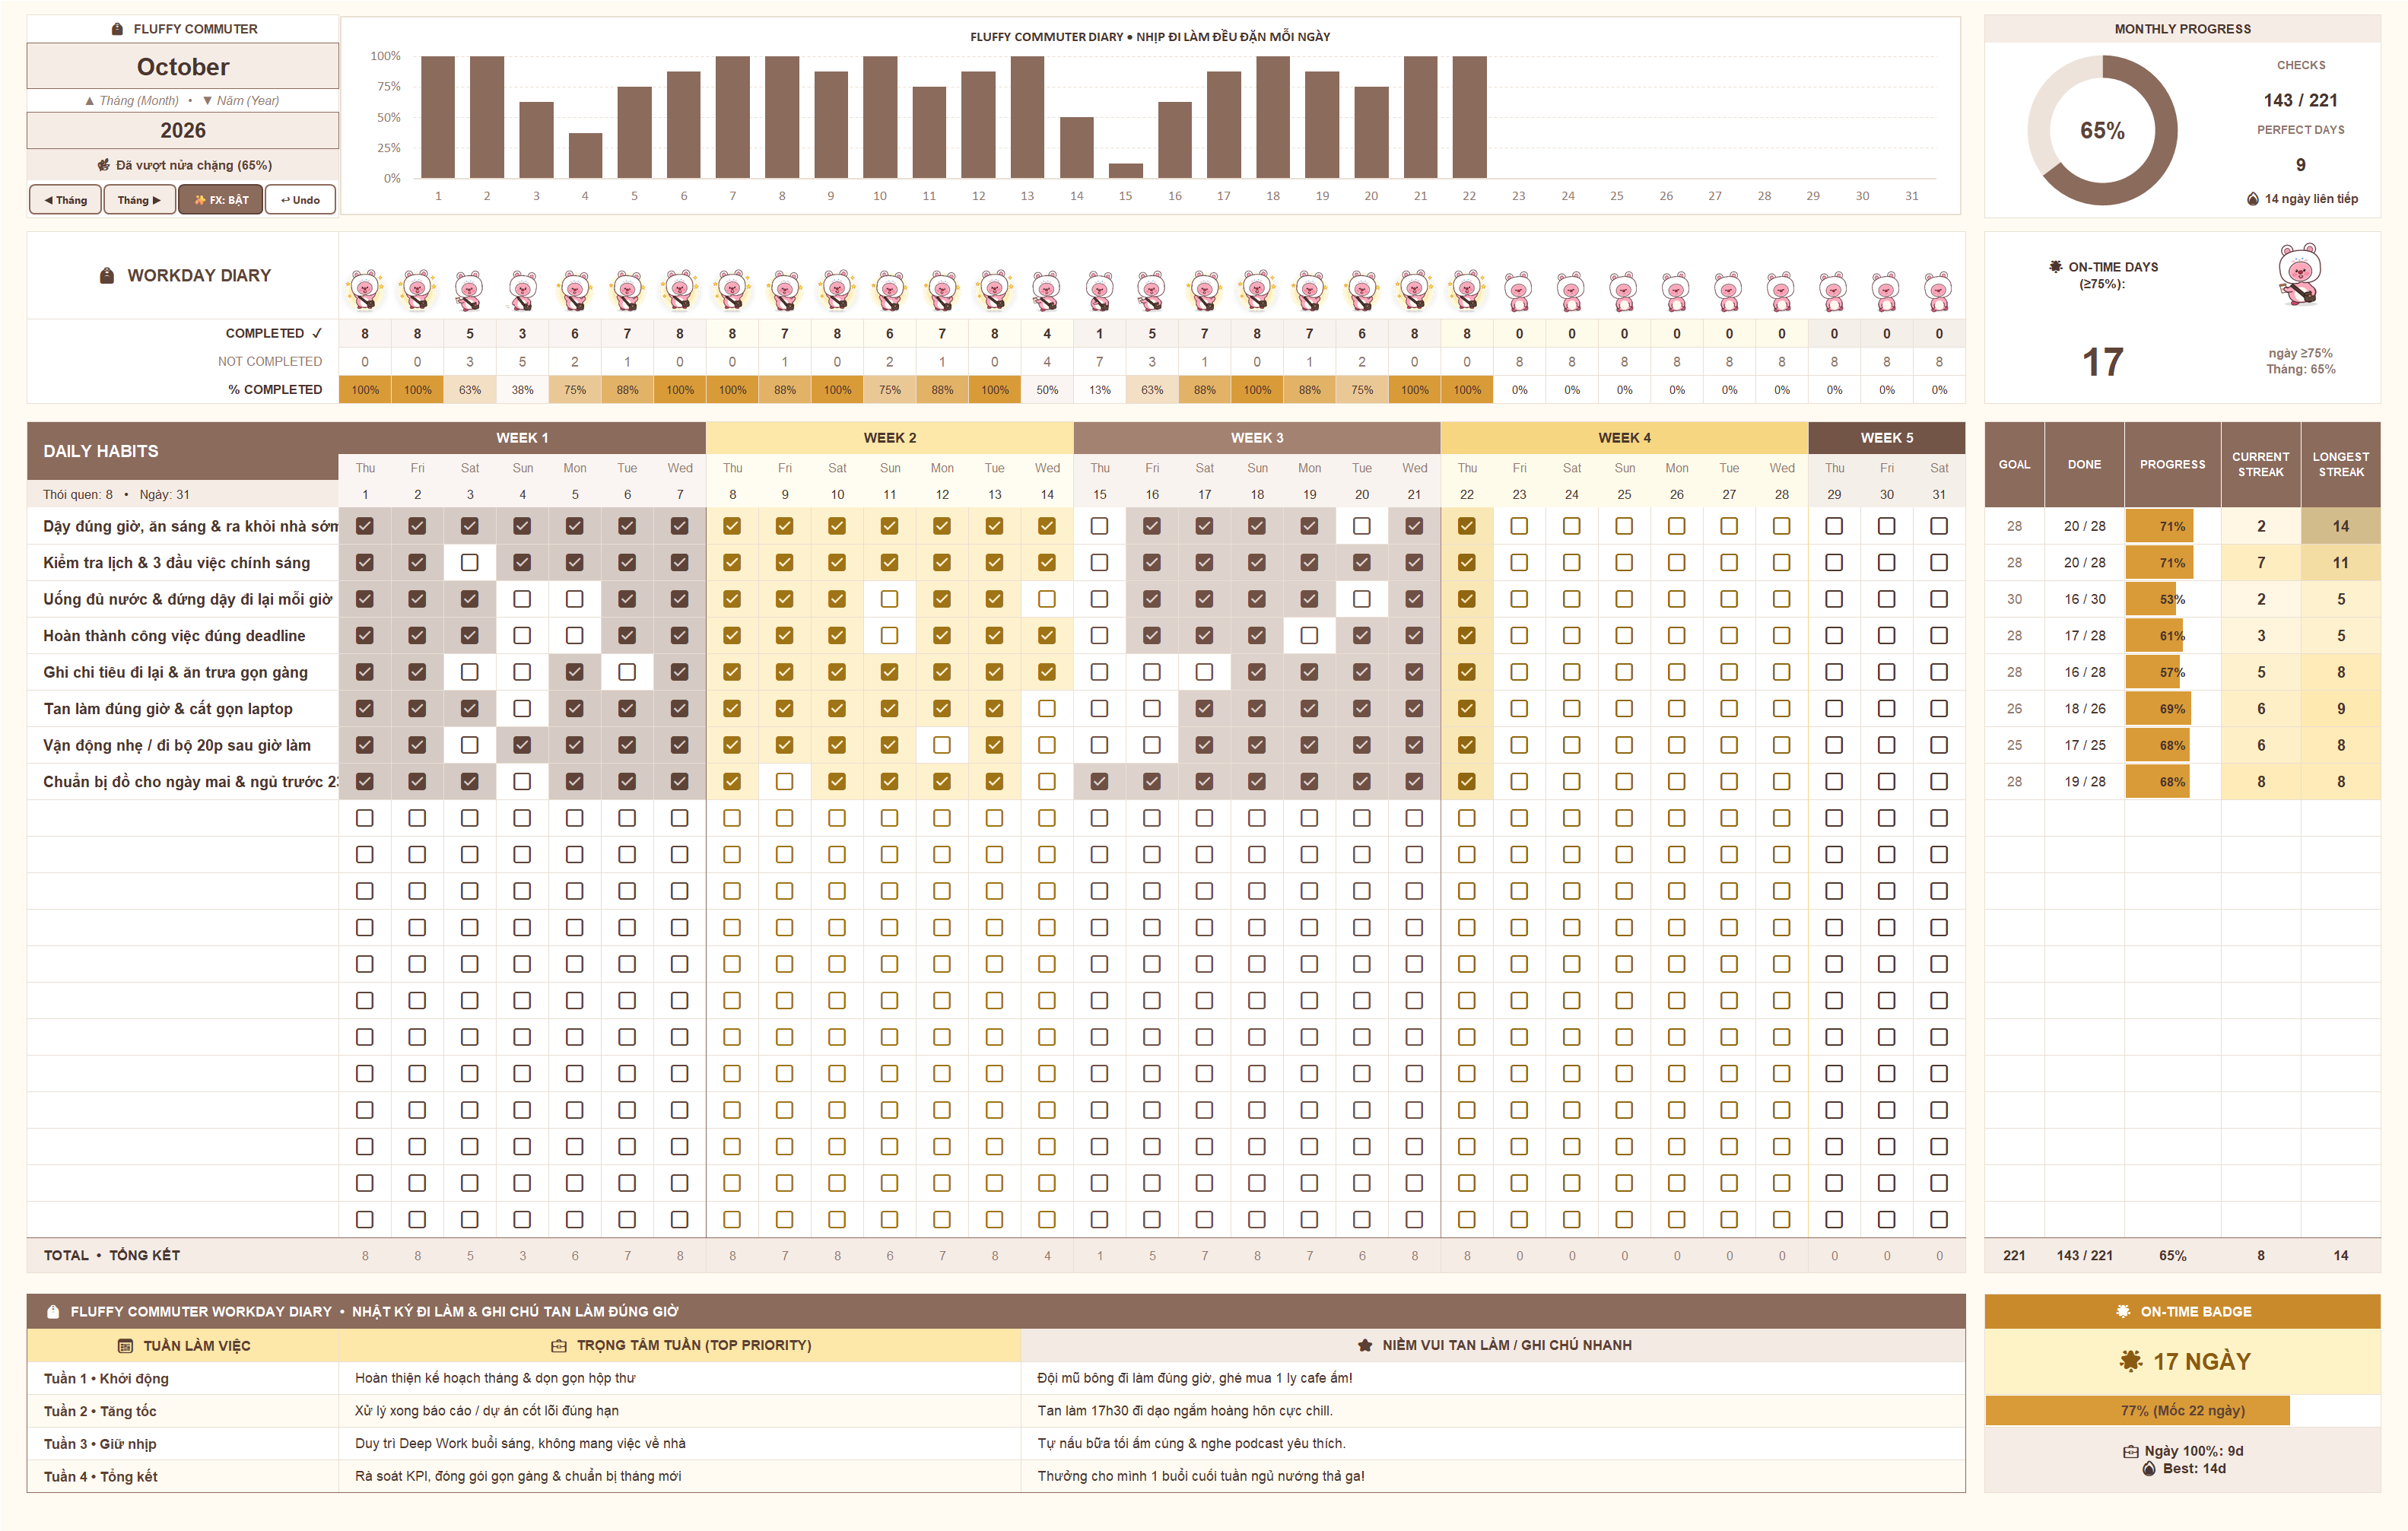 FLUFFY COMMUTER
October
▲ Tháng (Month) • ▼ Năm (Year)
2026
Đã vượt nửa chặng (65%)
◀ Tháng Tháng ▶ FX: BẬT ↩ Undo
FLUFFY COMMUTER DIARY • NHỊP ĐI LÀM ĐỀU ĐẶN MỖI NGÀY
100%
75%
50%
25%
0%
1 2 3 4 5 6 7 8 9 10 11 12 13 14 15 16 17 18 19 20 21 22 23 24 25 26 27 28 29 30 31
MONTHLY PROGRESS
65%
CHECKS
143 / 221
PERFECT DAYS
9
14 ngày liên tiếp
WORKDAY DIARY
COMPLETED ✓ 8 8 5 3 6 7 8 8 7 8 6 7 8 4 1 5 7 8 7 6 8 8 0 0 0 0 0 0 0 0 0
NOT COMPLETED 0 0 3 5 2 1 0 0 1 0 2 1 0 4 7 3 1 0 1 2 0 0 8 8 8 8 8 8 8 8 8
% COMPLETED 100% 100% 63% 38% 75% 88% 100% 100% 88% 100% 75% 88% 100% 50% 13% 63% 88% 100% 88% 75% 100% 100% 0% 0% 0% 0% 0% 0% 0% 0% 0%
ON-TIME DAYS
(≥75%):
17
ngày ≥75%
Tháng: 65%
DAILY HABITS
WEEK 1 WEEK 2 WEEK 3 WEEK 4 WEEK 5
Thu Fri Sat Sun Mon Tue Wed Thu Fri Sat Sun Mon Tue Wed Thu Fri Sat Sun Mon Tue Wed Thu Fri Sat Sun Mon Tue Wed Thu Fri Sat
Thói quen: 8 • Ngày: 31
1 2 3 4 5 6 7 8 9 10 11 12 13 14 15 16 17 18 19 20 21 22 23 24 25 26 27 28 29 30 31
GOAL DONE PROGRESS CURRENT STREAK LONGEST STREAK
Dậy đúng giờ, ăn sáng & ra khỏi nhà sớm 28 20 / 28 71% 2 14
Kiểm tra lịch & 3 đầu việc chính sáng 28 20 / 28 71% 7 11
Uống đủ nước & đứng dậy đi lại mỗi giờ 30 16 / 30 53% 2 5
Hoàn thành công việc đúng deadline 28 17 / 28 61% 3 5
Ghi chi tiêu đi lại & ăn trưa gọn gàng 28 16 / 28 57% 5 8
Tan làm đúng giờ & cất gọn laptop 26 18 / 26 69% 6 9
Vận động nhẹ / đi bộ 20p sau giờ làm 25 17 / 25 68% 6 8
Chuẩn bị đồ cho ngày mai & ngủ trước 23 28 19 / 28 68% 8 8
TOTAL • TỔNG KẾT 8 8 5 3 6 7 8 8 7 8 6 7 8 4 1 5 7 8 7 6 8 8 0 0 0 0 0 0 0 0 0 221 143 / 221 65% 8 14
FLUFFY COMMUTER WORKDAY DIARY • NHẬT KÝ ĐI LÀM & GHI CHÚ TAN LÀM ĐÚNG GIỜ
TUẦN LÀM VIỆC TRỌNG TÂM TUẦN (TOP PRIORITY) NIỀM VUI TAN LÀM / GHI CHÚ NHANH
Tuần 1 • Khởi động Hoàn thiện kế hoạch tháng & dọn gọn hộp thư Đội mũ bông đi làm đúng giờ, ghé mua 1 ly cafe ấm!
Tuần 2 • Tăng tốc Xử lý xong báo cáo / dự án cốt lõi đúng hạn Tan làm 17h30 đi dạo ngắm hoàng hôn cực chill.
Tuần 3 • Giữ nhịp Duy trì Deep Work buổi sáng, không mang việc về nhà Tự nấu bữa tối ấm cúng & nghe podcast yêu thích.
Tuần 4 • Tổng kết Rà soát KPI, đóng gói gọn gàng & chuẩn bị tháng mới Thưởng cho mình 1 buổi cuối tuần ngủ nướng thả ga!
ON-TIME BADGE
17 NGÀY
77% (Mốc 22 ngày)
Ngày 100%: 9d
Best: 14d